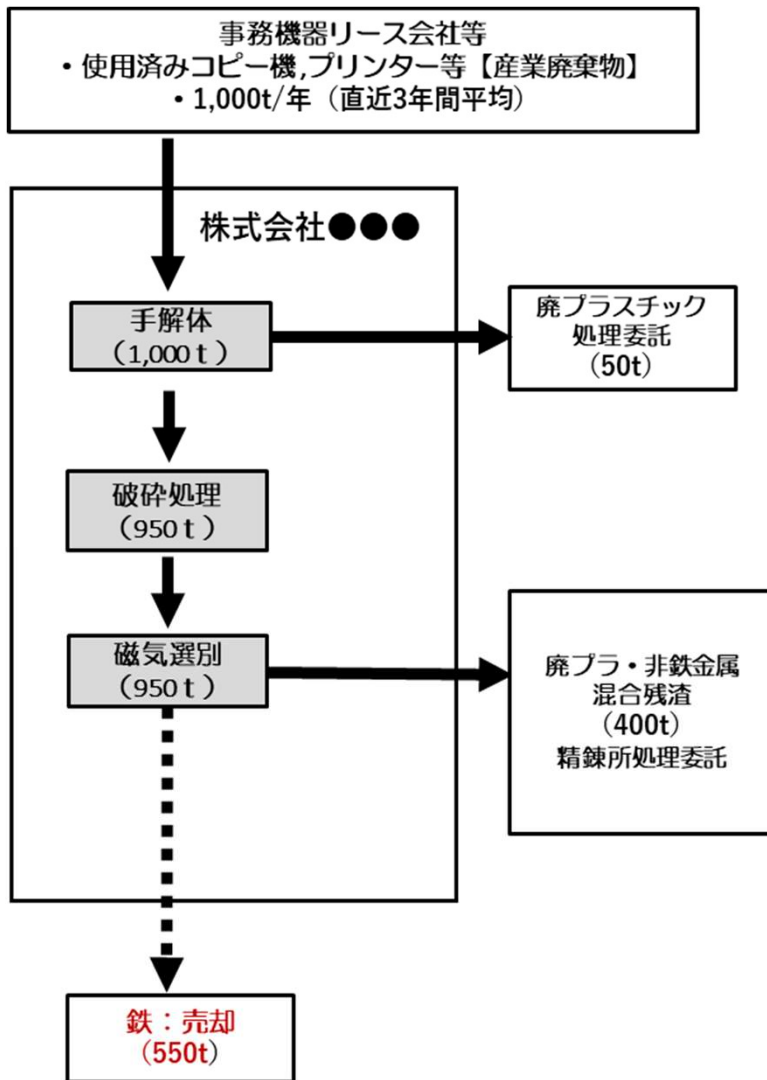 事務機器リース会社等
・使用済みコピー機,プリンター等【産業廃棄物】
・1,000t/年（直近3年間平均）
株式会社●●●
手解体
（1,000ｔ）
廃プラスチック
処理委託
(50t)
破砕処理
（950ｔ）
磁気選別
（950ｔ）
廃プラ・非鉄金属
混合残渣
(400t)
精錬所処理委託
鉄：売却
(550t)